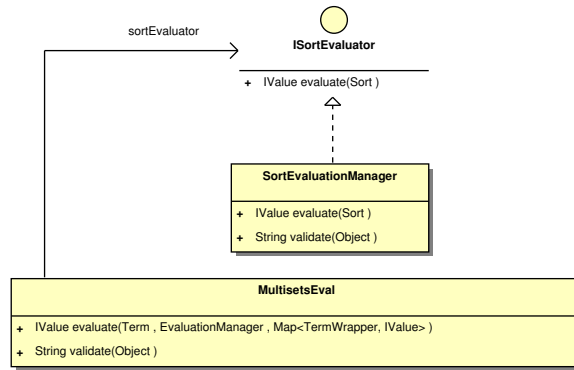 sortEvaluator
ISortEvaluator
+ IValue evaluate(Sort )
SortEvaluationManager
+ IValue evaluate(Sort )
+ String validate(Object )
MultisetsEval
+ IValue evaluate(Term , EvaluationManager , Map<TermWrapper, IValue> )
+ String validate(Object )